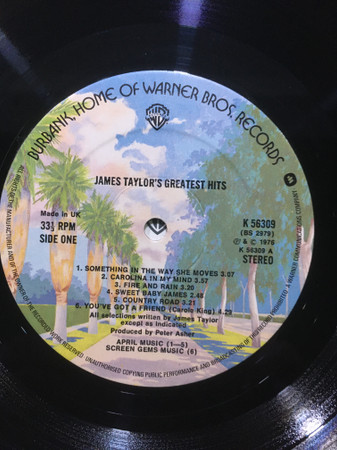 BURBANK, HOME OF WARNER BROS. RECORDS
JAMES TAYLOR'S GREATEST HITS
Made in UK
33⅓ RPM
SIDE ONE
K 56309
(BS 2979)
℗ & © 1976
K 56309 A
STEREO
1. SOMETHING IN THE WAY SHE MOVES 3.07
2. CAROLINA IN MY MIND 3.57
3. FIRE AND RAIN 3.20
4. SWEET BABY JAMES 2.48
5. COUNTRY ROAD 3.21
6. YOU'VE GOT A FRIEND (Carole King) 4.29
All selections written by James Taylor
except as indicated
Produced by Peter Asher
APRIL MUSIC (1—5)
SCREEN GEMS MUSIC (6)
UNAUTHORISED COPYING PUBLIC PERFORMANCE AND BROADCASTING OF